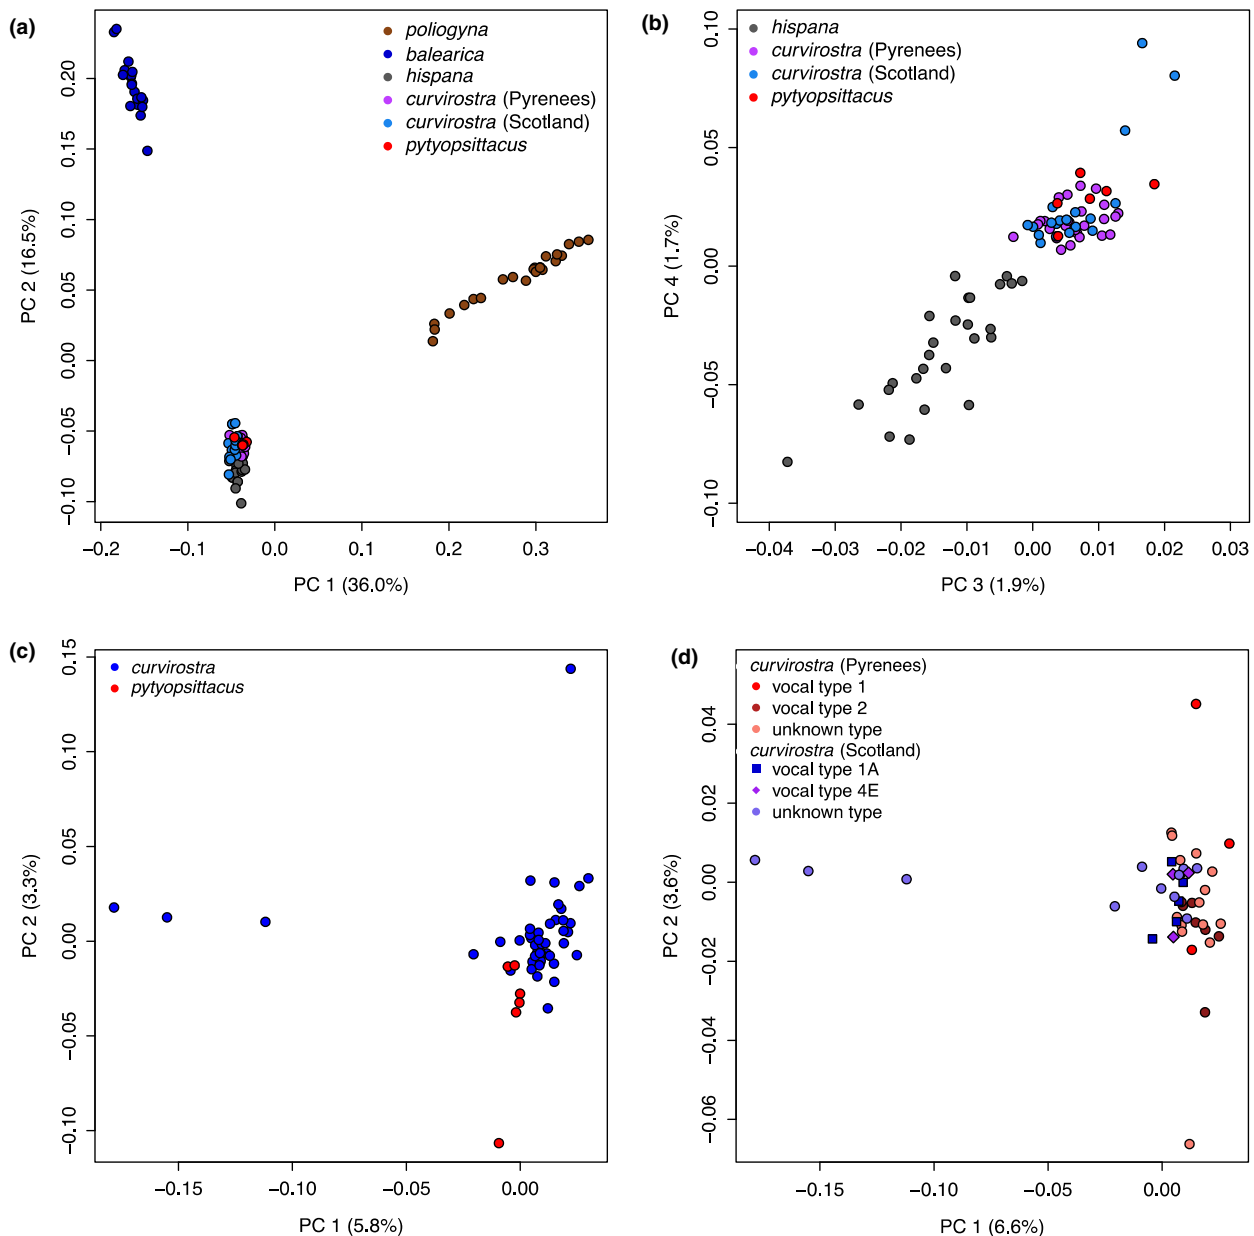 (a)
poliogyna
balearica
hispana
curvirostra (Pyrenees)
curvirostra (Scotland)
pytyopsittacus
PC 2 (16.5%)
0.20
0.15
0.10
0.05
0.00
−0.05
−0.10
−0.2 −0.1 0.0 0.1 0.2 0.3
PC 1 (36.0%)
(b)
hispana
curvirostra (Pyrenees)
curvirostra (Scotland)
pytyopsittacus
PC 4 (1.7%)
0.10
0.05
0.00
−0.05
−0.10
−0.04 −0.03 −0.02 −0.01 0.00 0.01 0.02 0.03
PC 3 (1.9%)
(c)
curvirostra
pytyopsittacus
PC 2 (3.3%)
0.15
0.10
0.05
0.00
−0.05
−0.10
−0.15 −0.10 −0.05 0.00
PC 1 (5.8%)
(d)
curvirostra (Pyrenees)
vocal type 1
vocal type 2
unknown type
curvirostra (Scotland)
vocal type 1A
vocal type 4E
unknown type
PC 2 (3.6%)
0.04
0.02
0.00
−0.02
−0.04
−0.06
−0.15 −0.10 −0.05 0.00
PC 1 (6.6%)